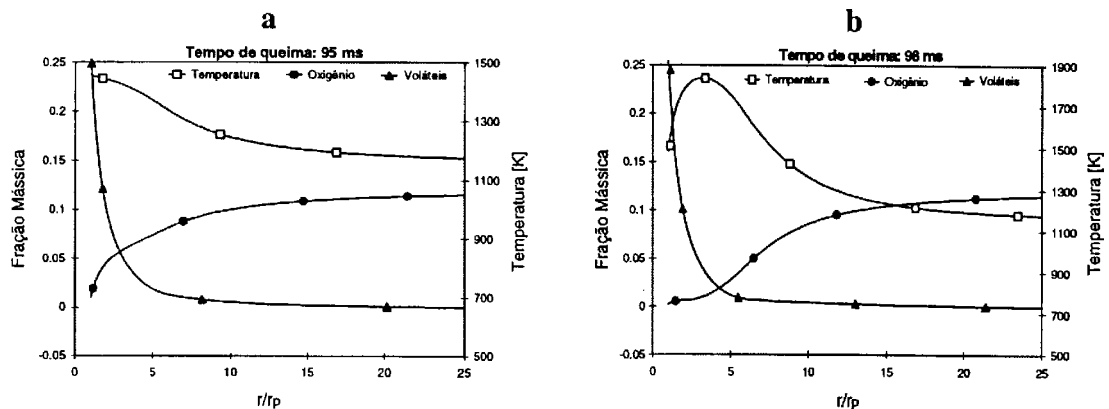 a
Tempo de queima: 95 ms
Temperatura
Oxigênio
Voláteis
0.25
0.2
0.15
0.1
0.05
0
-0.05
Fração Mássica
1500
1300
1100
900
700
500
Temperatura [K]
0
5
10
15
20
25
r/rp
b
Tempo de queima: 96 ms
Temperatura
Oxigênio
Voláteis
0.25
0.2
0.15
0.1
0.05
0
-0.05
Fração Mássica
1900
1700
1500
1300
1100
900
700
500
Temperatura [K]
0
5
10
15
20
25
r/rp